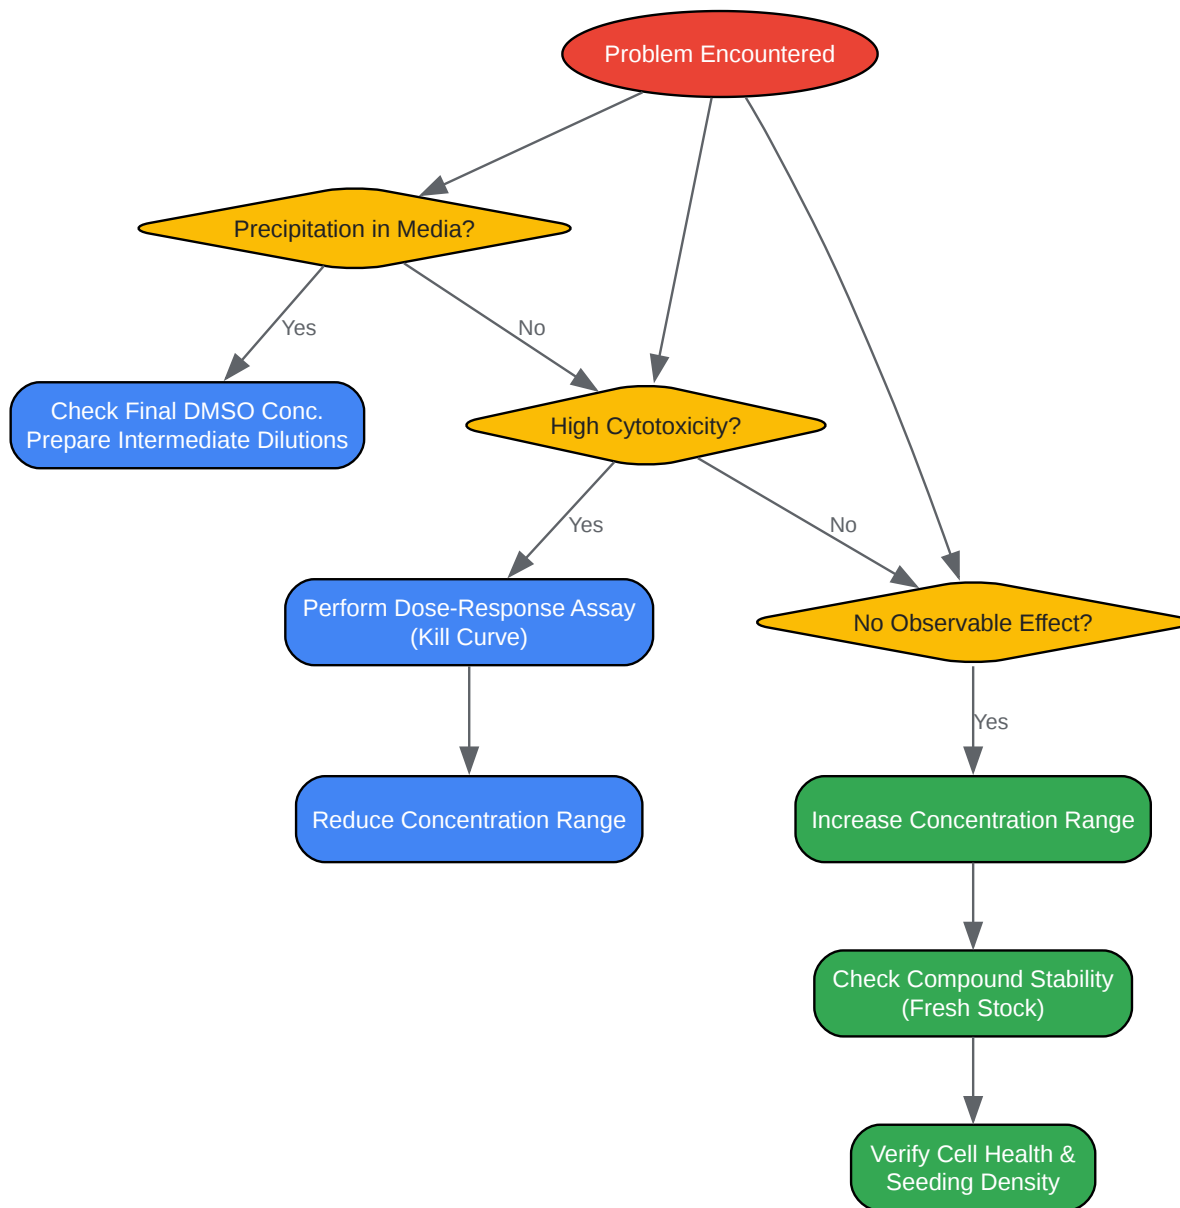 Problem Encountered
Precipitation in Media?
Yes
No
Check Final DMSO Conc.
Prepare Intermediate Dilutions
High Cytotoxicity?
Yes
No
Perform Dose-Response Assay
(Kill Curve)
No Observable Effect?
Yes
Reduce Concentration Range
Increase Concentration Range
Check Compound Stability
(Fresh Stock)
Verify Cell Health &
Seeding Density